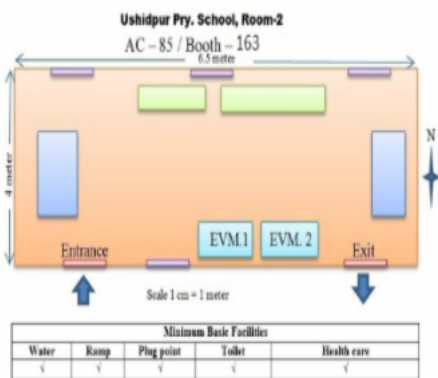 Ushidpur Pry. School, Room-2
AC – 85 / Booth – 163
6.5 meter
4 meter
N
EVM.1 EVM. 2
Entrance Exit
Scale 1 cm = 1 meter
Minimum Basic Facilities
Water Ramp Plug point Toilet Health care
√ √ √ √ √